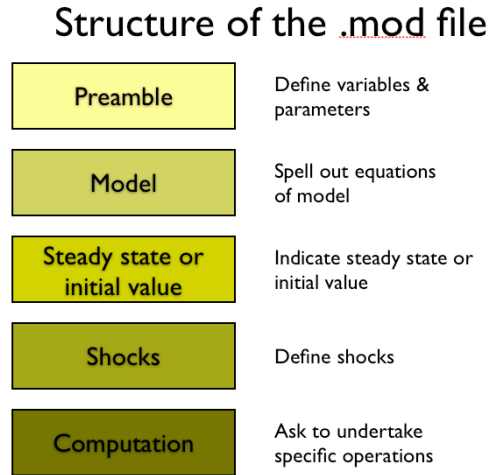 Structure of the .mod file
Preamble
Define variables &
parameters
Model
Spell out equations
of model
Steady state or
initial value
Indicate steady state or
initial value
Shocks
Define shocks
Computation
Ask to undertake
specific operations